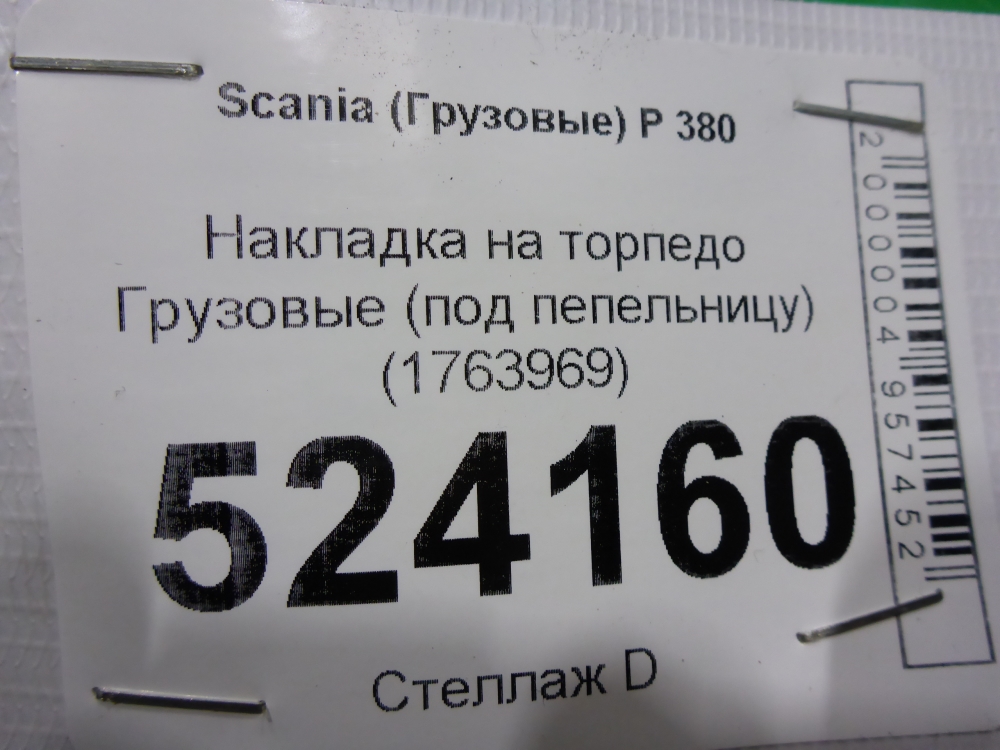 Scania (Грузовые) P 380
Накладка на торпедо
Грузовые (под пепельницу)
(1763969)
524160
Стеллаж D
2000004957452